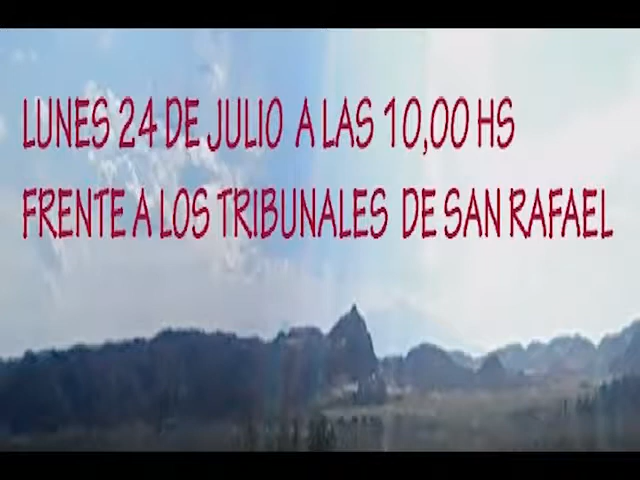 LUNES 24 DE JULIO A LAS 10,00 HS
FRENTE A LOS TRIBUNALES DE SAN RAFAEL